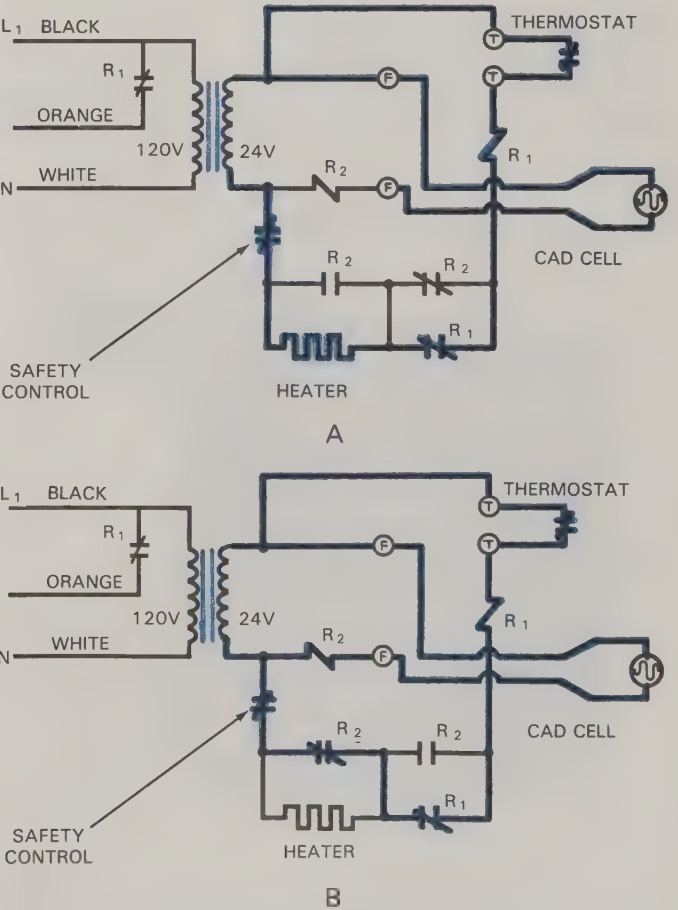 L1 BLACK
THERMOSTAT
T
R1
F
T
ORANGE
120V
24V
R1
R2
WHITE
N
F
R2
R2
CAD CELL
R1
SAFETY
CONTROL
HEATER
A
L1 BLACK
THERMOSTAT
T
R1
F
T
ORANGE
120V
24V
R1
R2
WHITE
N
F
R2
R2
CAD CELL
R1
SAFETY
CONTROL
HEATER
B